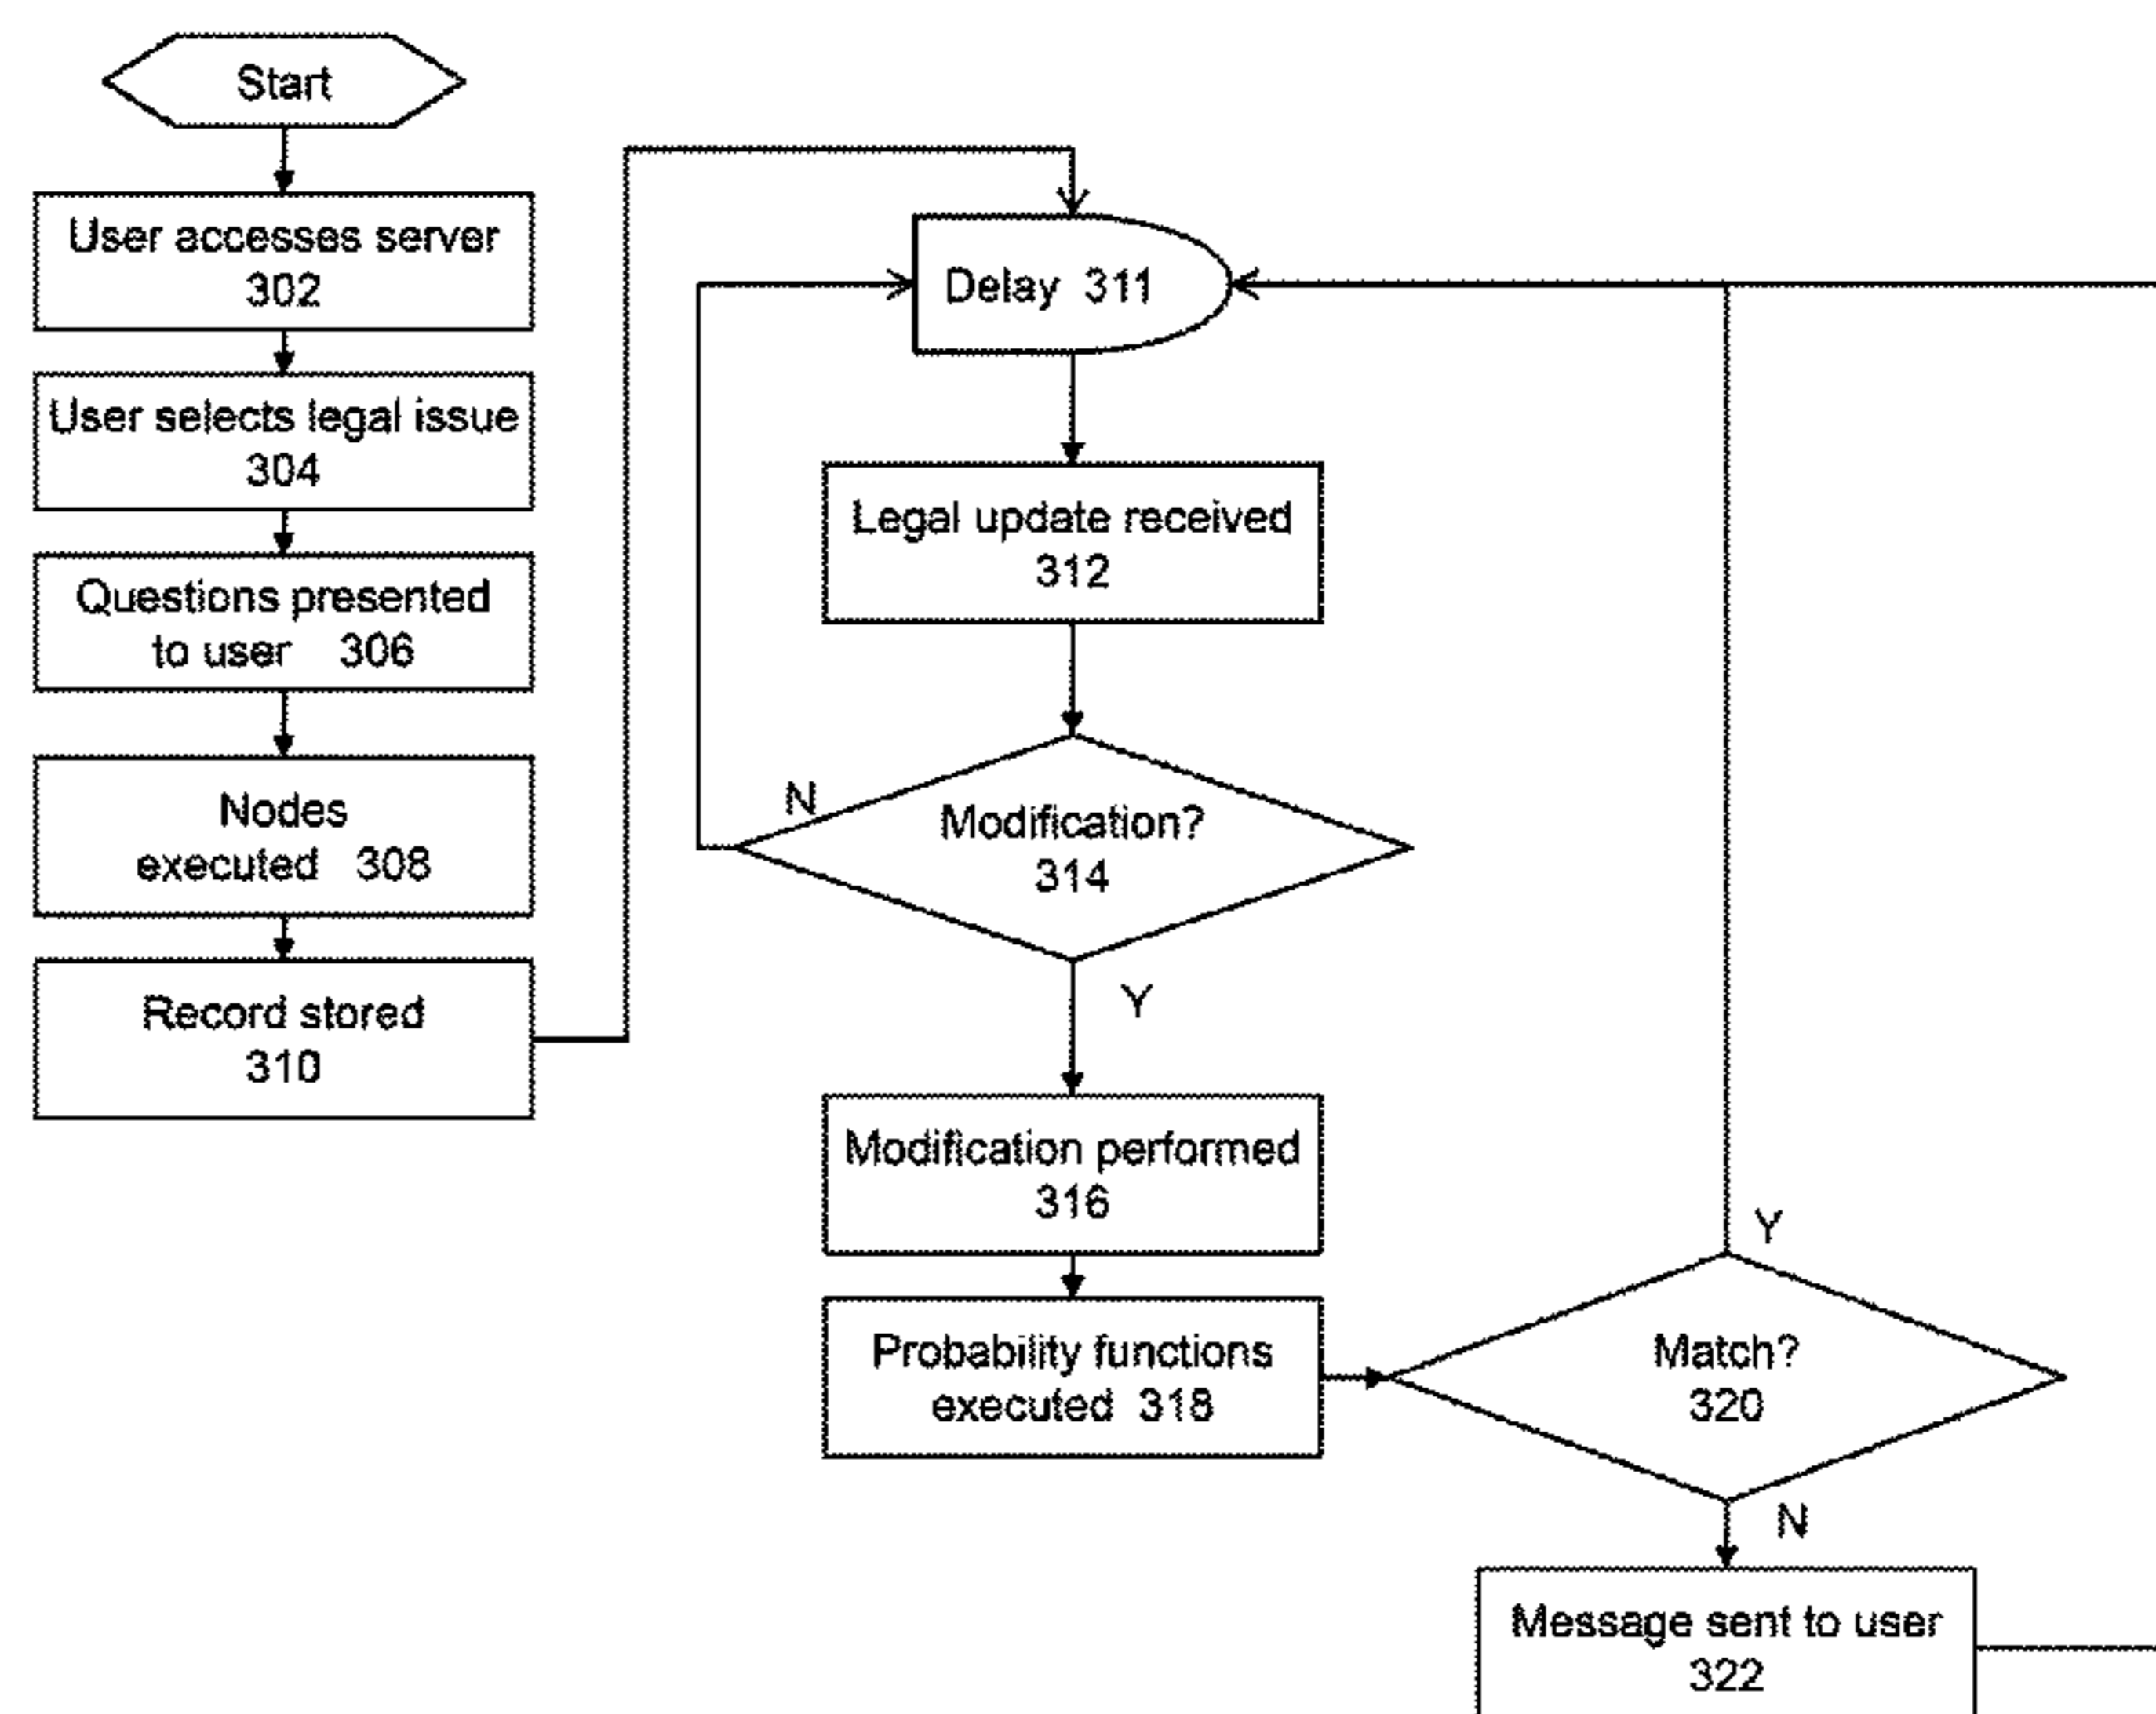 Start
User accesses server
302
User selects legal issue
304
Questions presented
to user 306
Nodes
executed 308
Record stored
310
Delay 311
Legal update received
312
N
Modification?
314
Y
Modification performed
316
Probability functions
executed 318
Y
Match?
320
N
Message sent to user
322